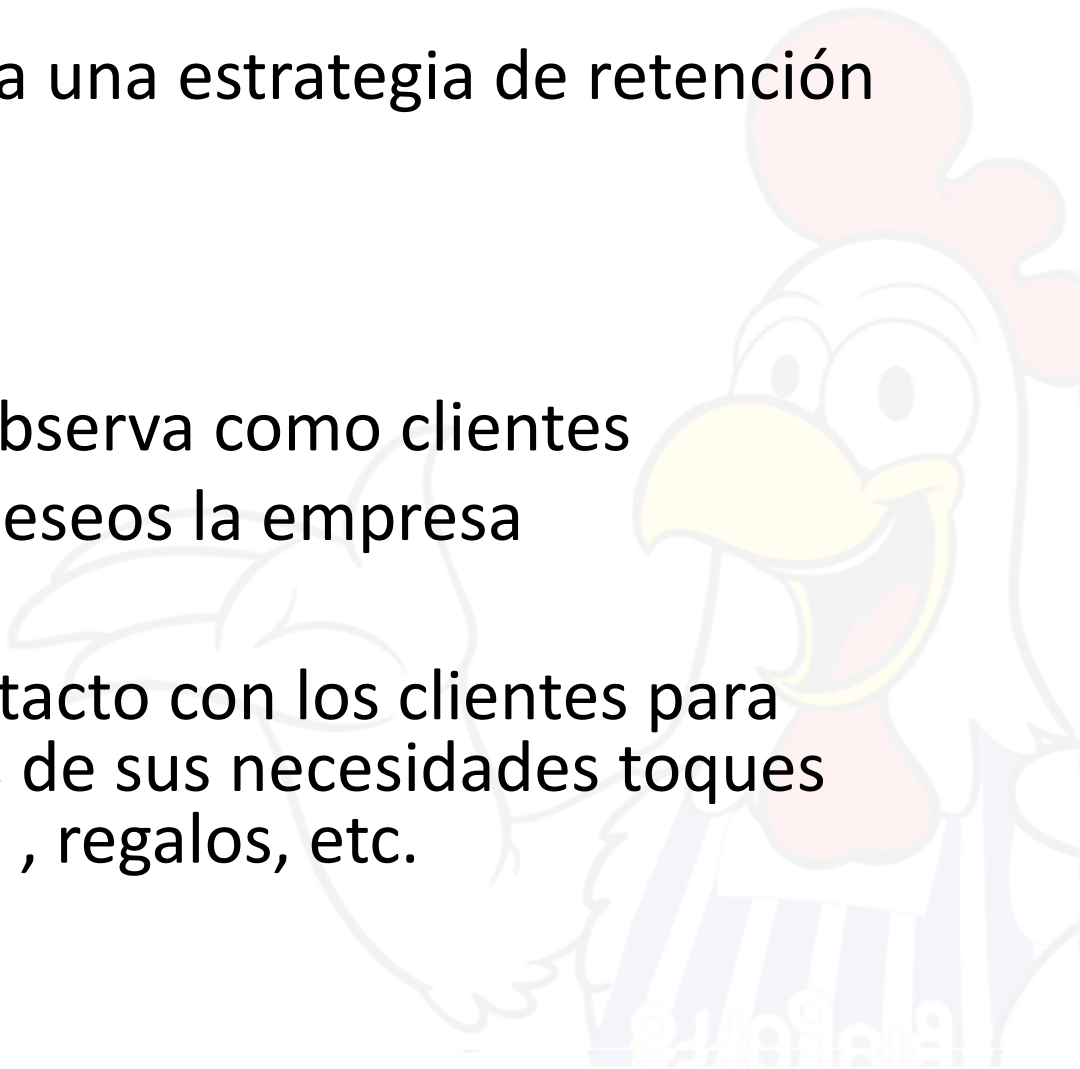 a una estrategia de retención
bserva como clientes
eseos la empresa
tacto con los clientes para
de sus necesidades toques
, regalos, etc.